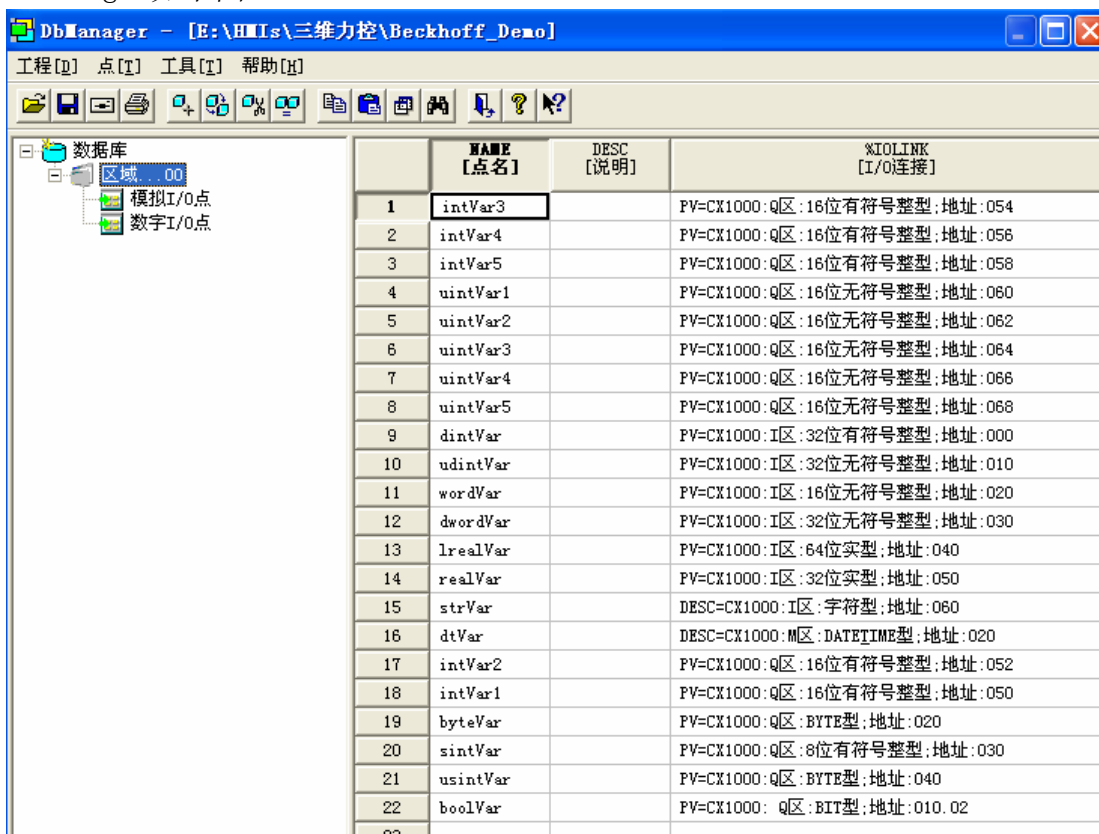 DbManager - [E:\HMIs\三维力控\Beckhoff_Demo]
工程[D] 点[T] 工具[T] 帮助[H]
数据库
区域...00
模拟I/O点
数字I/O点
NAME [点名] DESC [说明] %IOLINK [I/O连接]
1 intVar3 PV=CX1000:Q区:16位有符号整型;地址:054
2 intVar4 PV=CX1000:Q区:16位有符号整型;地址:056
3 intVar5 PV=CX1000:Q区:16位有符号整型;地址:058
4 uintVar1 PV=CX1000:Q区:16位无符号整型;地址:060
5 uintVar2 PV=CX1000:Q区:16位无符号整型;地址:062
6 uintVar3 PV=CX1000:Q区:16位无符号整型;地址:064
7 uintVar4 PV=CX1000:Q区:16位无符号整型;地址:066
8 uintVar5 PV=CX1000:Q区:16位无符号整型;地址:068
9 dintVar PV=CX1000:I区:32位有符号整型;地址:000
10 udintVar PV=CX1000:I区:32位无符号整型;地址:010
11 wordVar PV=CX1000:I区:16位无符号整型;地址:020
12 dwordVar PV=CX1000:I区:32位无符号整型;地址:030
13 lrealVar PV=CX1000:I区:64位实型;地址:040
14 realVar PV=CX1000:I区:32位实型;地址:050
15 strVar DESC=CX1000:I区:字符型;地址:060
16 dtVar DESC=CX1000:M区:DATETIME型;地址:020
17 intVar2 PV=CX1000:Q区:16位有符号整型;地址:052
18 intVar1 PV=CX1000:Q区:16位有符号整型;地址:050
19 byteVar PV=CX1000:Q区:BYTE型;地址:020
20 sintVar PV=CX1000:Q区:8位有符号整型;地址:030
21 usintVar PV=CX1000:Q区:BYTE型;地址:040
22 boolVar PV=CX1000: Q区:BIT型;地址:010.02